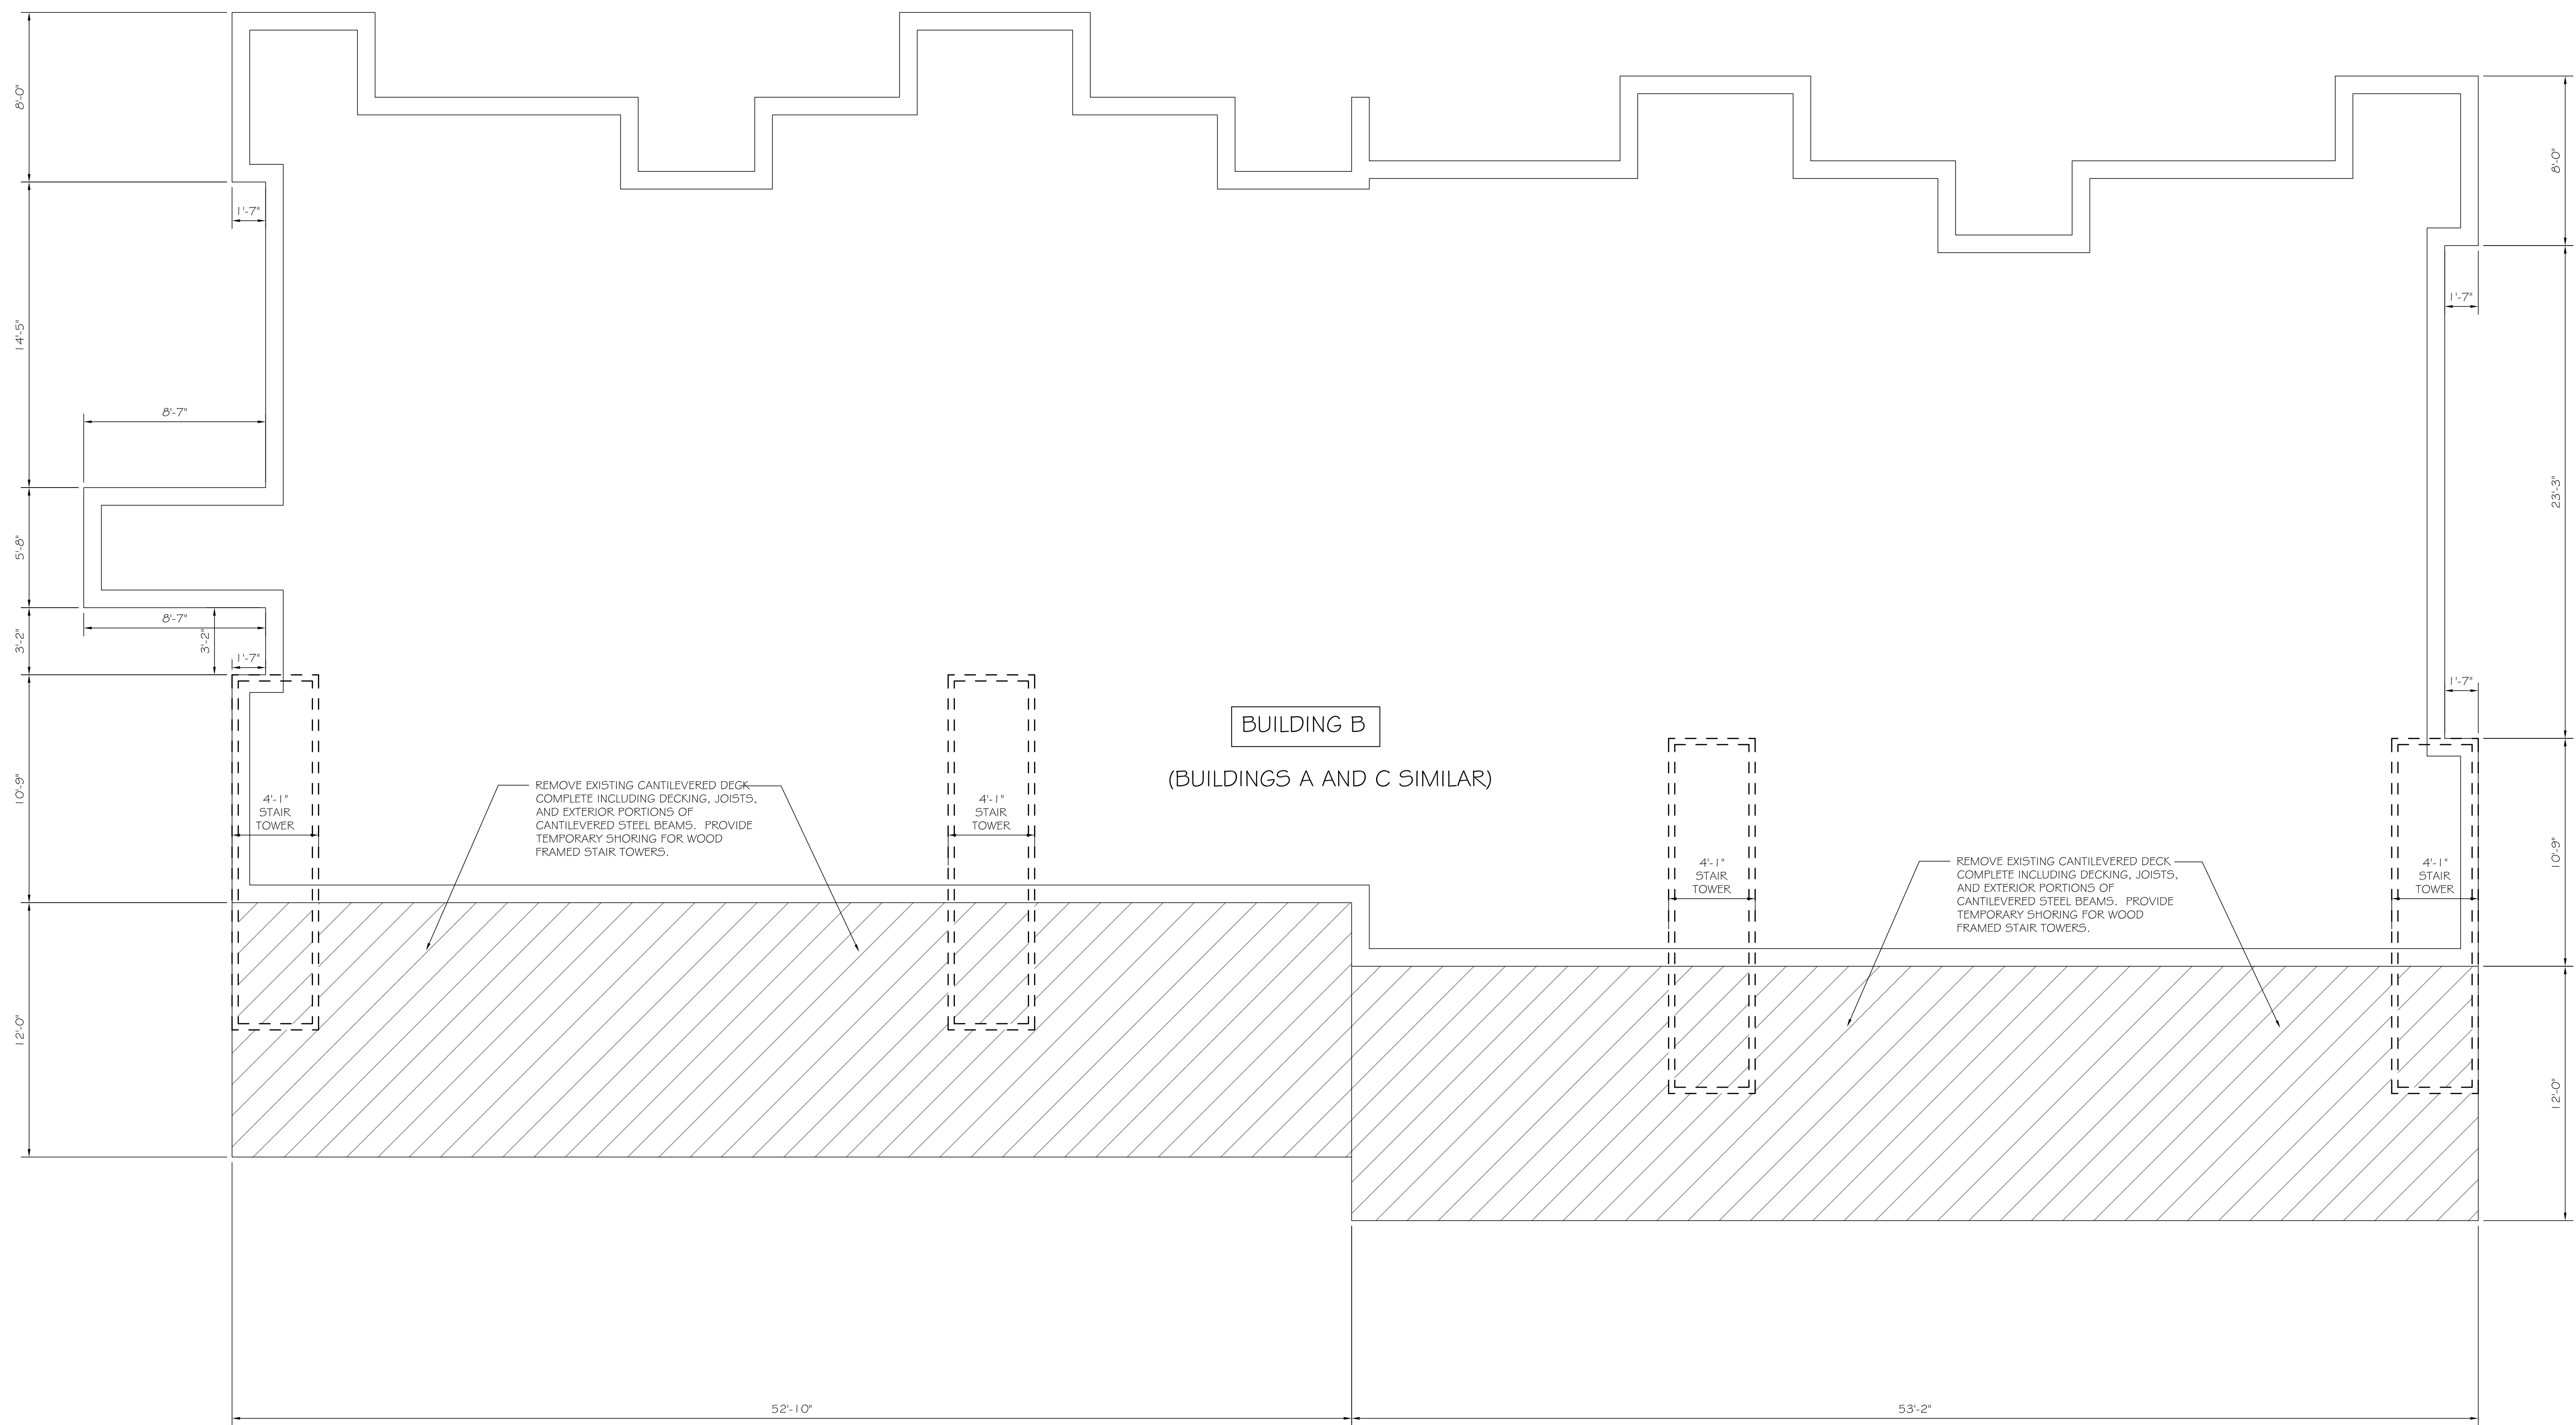 8'-0"
8'-0"
1'-7"
1'-7"
14'-5"
8'-7"
23'-3"
5'-8"
8'-7"
3'-2"
3'-2"
1'-7"
1'-7"
BUILDING B
(BUILDINGS A AND C SIMILAR)
10'-9"
4'-1"
STAIR
TOWER
REMOVE EXISTING CANTILEVERED DECK
COMPLETE INCLUDING DECKING, JOISTS,
AND EXTERIOR PORTIONS OF
CANTILEVERED STEEL BEAMS. PROVIDE
TEMPORARY SHORING FOR WOOD
FRAMED STAIR TOWERS.
4'-1"
STAIR
TOWER
4'-1"
STAIR
TOWER
REMOVE EXISTING CANTILEVERED DECK
COMPLETE INCLUDING DECKING, JOISTS,
AND EXTERIOR PORTIONS OF
CANTILEVERED STEEL BEAMS. PROVIDE
TEMPORARY SHORING FOR WOOD
FRAMED STAIR TOWERS.
4'-1"
STAIR
TOWER
10'-9"
12'-0"
12'-0"
52'-10"
53'-2"